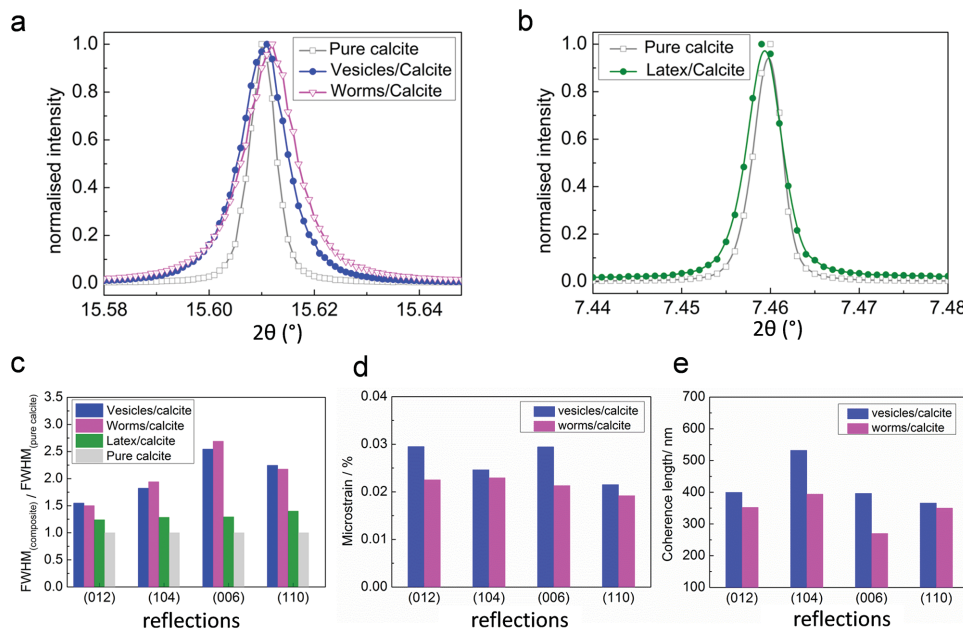 a
normalised intensity
1.0
0.8
0.6
0.4
0.2
0.0
Pure calcite
Vesicles/Calcite
Worms/Calcite
15.58
15.60
15.62
15.64
2θ (°)
b
normalised intensity
1.0
0.8
0.6
0.4
0.2
0.0
Pure calcite
Latex/Calcite
7.44
7.45
7.46
7.47
7.48
2θ (°)
c
FWHM(composite) / FWHM(pure calcite)
3.5
3.0
2.5
2.0
1.5
1.0
0.5
0.0
Vesicles/calcite
Worms/calcite
Latex/calcite
Pure calcite
(012)
(104)
(006)
(110)
reflections
d
Microstrain / %
0.04
0.03
0.02
0.01
0.00
vesicles/calcite
worms/calcite
(012)
(104)
(006)
(110)
reflections
e
Coherence length/ nm
700
600
500
400
300
200
100
vesicles/calcite
worms/calcite
(012)
(104)
(006)
(110)
reflections